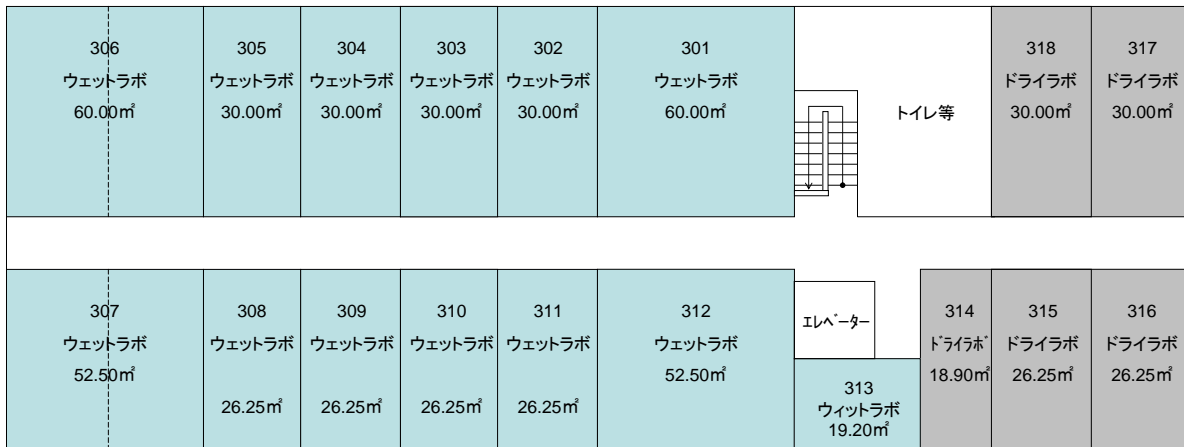 306
ウェットラボ
60.00㎡
305
ウェットラボ
30.00㎡
304
ウェットラボ
30.00㎡
303
ウェットラボ
30.00㎡
302
ウェットラボ
30.00㎡
301
ウェットラボ
60.00㎡
トイレ等
318
ドライラボ
30.00㎡
317
ドライラボ
30.00㎡
307
ウェットラボ
52.50㎡
308
ウェットラボ
26.25㎡
309
ウェットラボ
26.25㎡
310
ウェットラボ
26.25㎡
311
ウェットラボ
26.25㎡
312
ウェットラボ
52.50㎡
エレベーター
313
ウィットラボ
19.20㎡
314
ドライラボ
18.90㎡
315
ドライラボ
26.25㎡
316
ドライラボ
26.25㎡